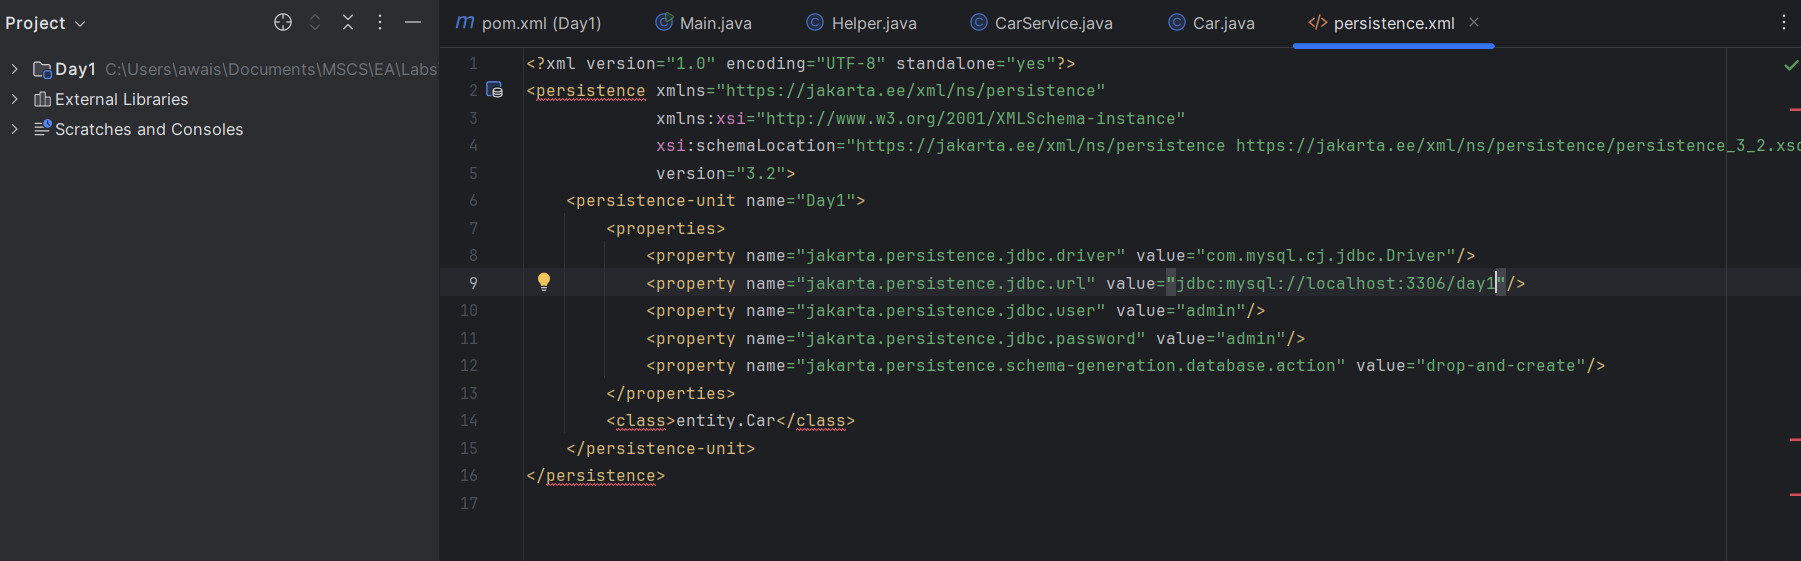 Project
Day1 C:\Users\awais\Documents\MSCS\EA\Labs
External Libraries
Scratches and Consoles
m pom.xml (Day1) Main.java Helper.java CarService.java Car.java persistence.xml
1 <?xml version="1.0" encoding="UTF-8" standalone="yes"?>
2 <persistence xmlns="https://jakarta.ee/xml/ns/persistence"
3 xmlns:xsi="http://www.w3.org/2001/XMLSchema-instance"
4 xsi:schemaLocation="https://jakarta.ee/xml/ns/persistence https://jakarta.ee/xml/ns/persistence/persistence_3_2.xsd
5 version="3.2">
6 <persistence-unit name="Day1">
7 <properties>
8 <property name="jakarta.persistence.jdbc.driver" value="com.mysql.cj.jdbc.Driver"/>
9 <property name="jakarta.persistence.jdbc.url" value="jdbc:mysql://localhost:3306/day1"/>
10 <property name="jakarta.persistence.jdbc.user" value="admin"/>
11 <property name="jakarta.persistence.jdbc.password" value="admin"/>
12 <property name="jakarta.persistence.schema-generation.database.action" value="drop-and-create"/>
13 </properties>
14 <class>entity.Car</class>
15 </persistence-unit>
16 </persistence>
17